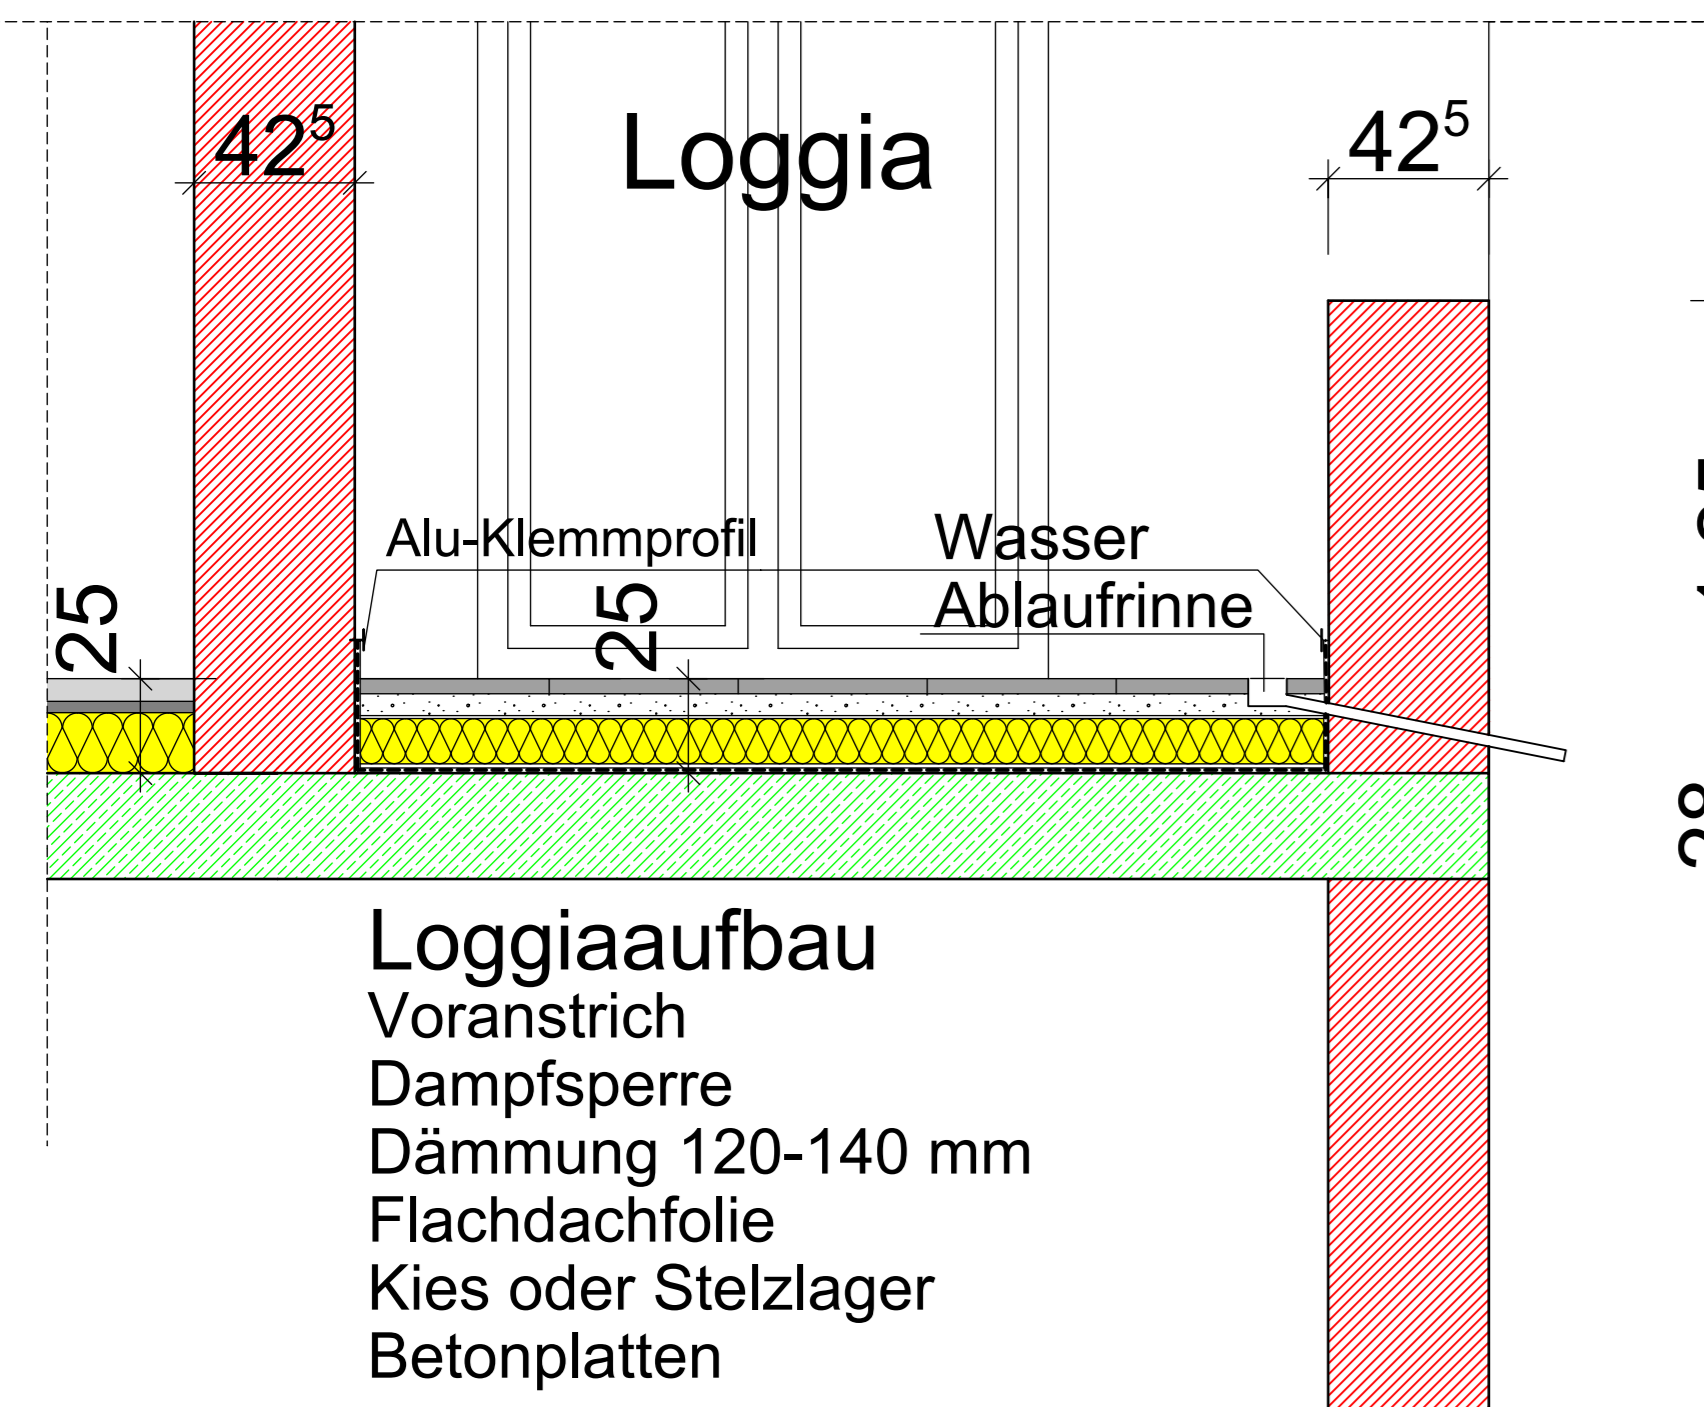 42⁵
Loggia
42⁵
Alu-Klemmprofil
Wasser
Ablaufrinne
25
25
Loggiaaufbau
Voranstrich
Dampfsperre
Dämmung 120-140 mm
Flachdachfolie
Kies oder Stelzlager
Betonplatten